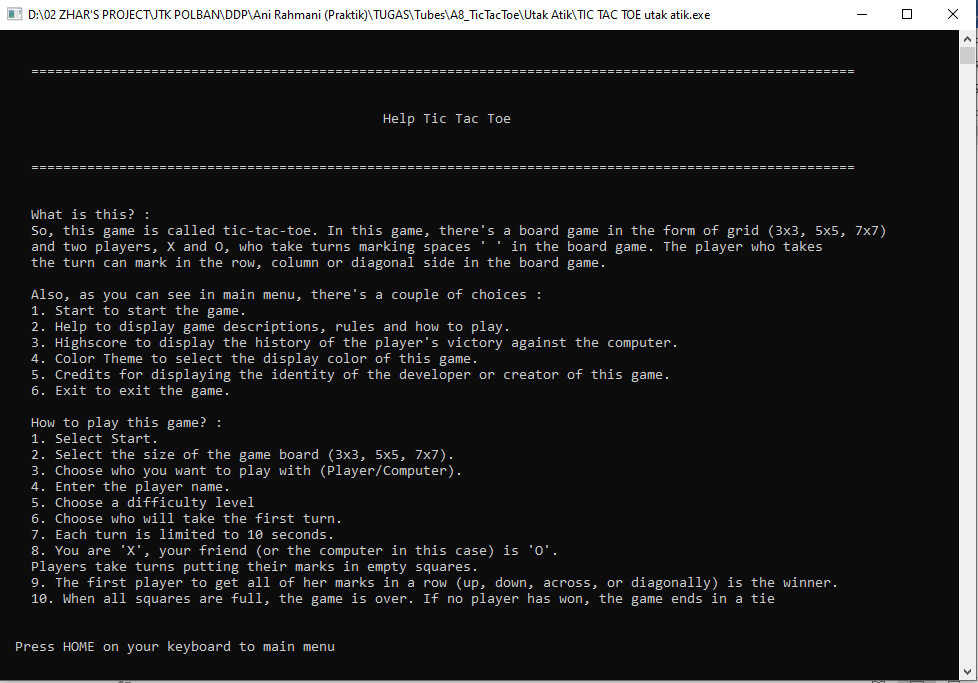 D:\02 ZHAR'S PROJECT\JTK POLBAN\DDP\Ani Rahmani (Praktik)\TUGAS\Tubes\A8_TicTacToe\Utak Atik\TIC TAC TOE utak atik.exe
=======================================================================================================
Help Tic Tac Toe
=======================================================================================================
What is this? :
So, this game is called tic-tac-toe. In this game, there's a board game in the form of grid (3x3, 5x5, 7x7)
and two players, X and O, who take turns marking spaces ' ' in the board game. The player who takes
the turn can mark in the row, column or diagonal side in the board game.
Also, as you can see in main menu, there's a couple of choices :
1. Start to start the game.
2. Help to display game descriptions, rules and how to play.
3. Highscore to display the history of the player's victory against the computer.
4. Color Theme to select the display color of this game.
5. Credits for displaying the identity of the developer or creator of this game.
6. Exit to exit the game.
How to play this game? :
1. Select Start.
2. Select the size of the game board (3x3, 5x5, 7x7).
3. Choose who you want to play with (Player/Computer).
4. Enter the player name.
5. Choose a difficulty level
6. Choose who will take the first turn.
7. Each turn is limited to 10 seconds.
8. You are 'X', your friend (or the computer in this case) is 'O'.
Players take turns putting their marks in empty squares.
9. The first player to get all of her marks in a row (up, down, across, or diagonally) is the winner.
10. When all squares are full, the game is over. If no player has won, the game ends in a tie
Press HOME on your keyboard to main menu